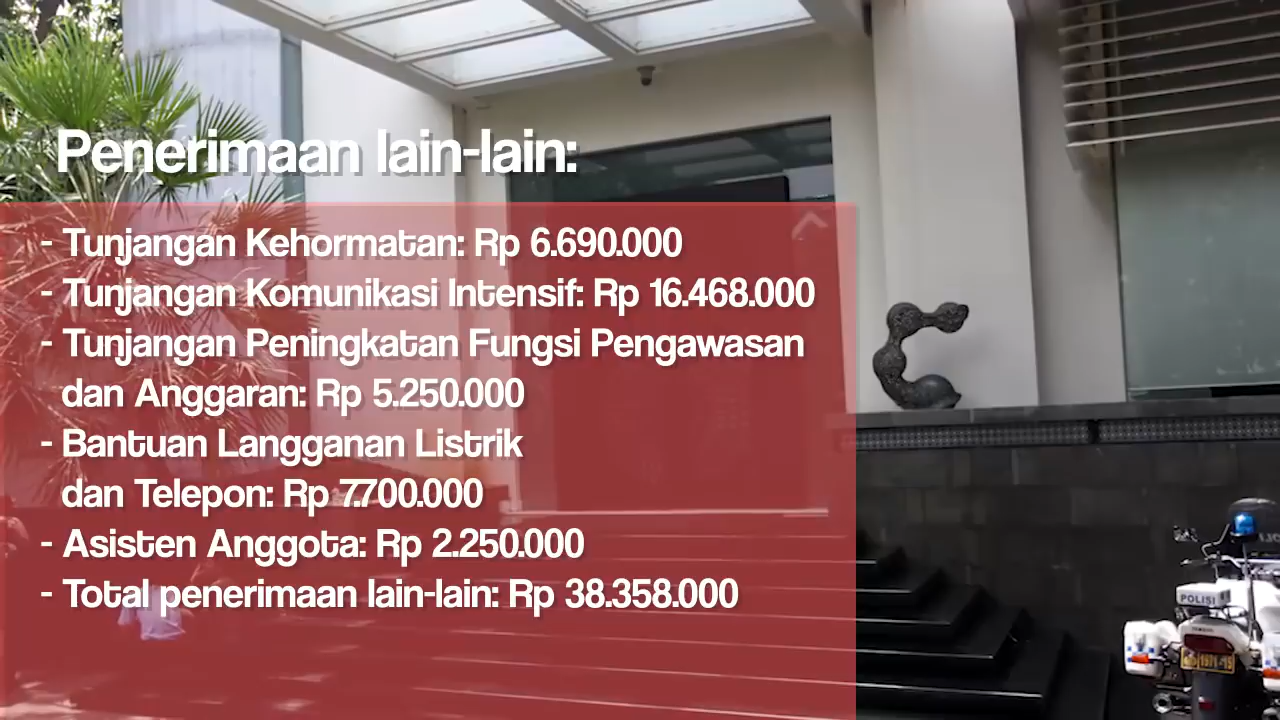 Penerimaan lain-lain:
- Tunjangan Kehormatan: Rp 6.690.000
- Tunjangan Komunikasi Intensif: Rp 16.468.000
- Tunjangan Peningkatan Fungsi Pengawasan
dan Anggaran: Rp 5.250.000
- Bantuan Langganan Listrik
dan Telepon: Rp 7.700.000
- Asisten Anggota: Rp 2.250.000
- Total penerimaan lain-lain: Rp 38.358.000
POLISI
YAMAHA